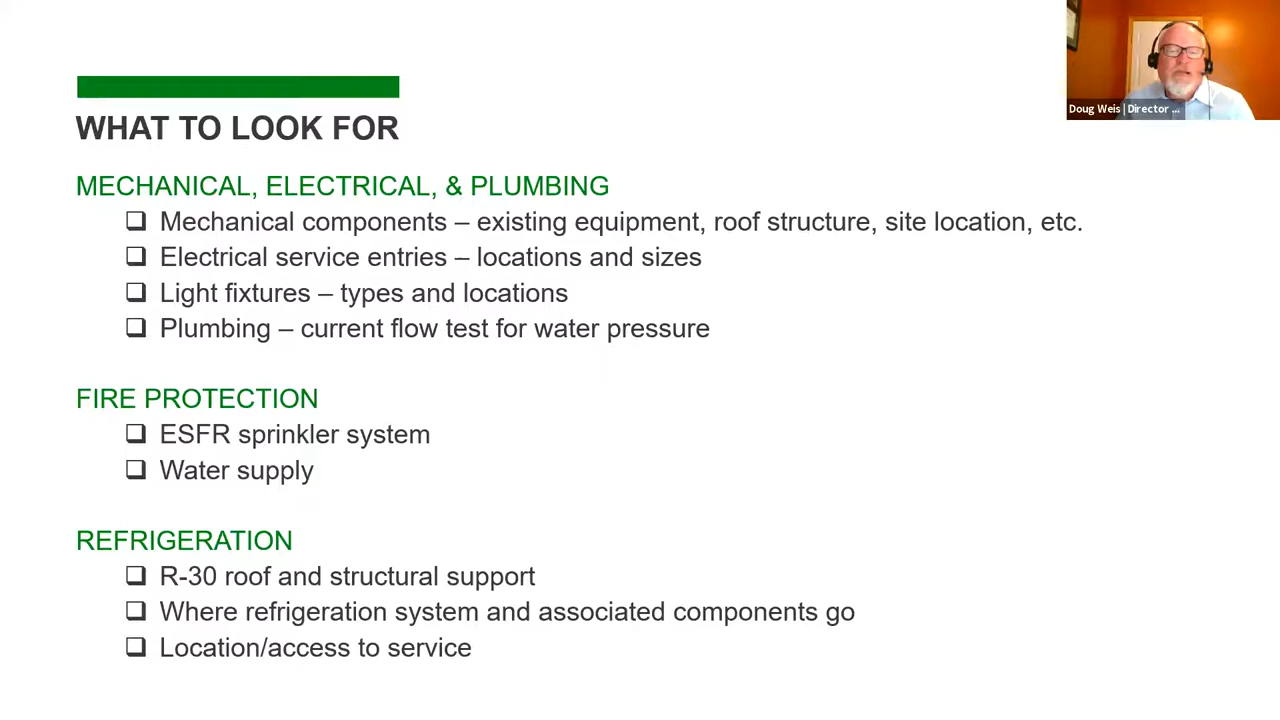 Doug Weis | Director ...
WHAT TO LOOK FOR
MECHANICAL, ELECTRICAL, & PLUMBING
❑ Mechanical components – existing equipment, roof structure, site location, etc.
❑ Electrical service entries – locations and sizes
❑ Light fixtures – types and locations
❑ Plumbing – current flow test for water pressure
FIRE PROTECTION
❑ ESFR sprinkler system
❑ Water supply
REFRIGERATION
❑ R-30 roof and structural support
❑ Where refrigeration system and associated components go
❑ Location/access to service